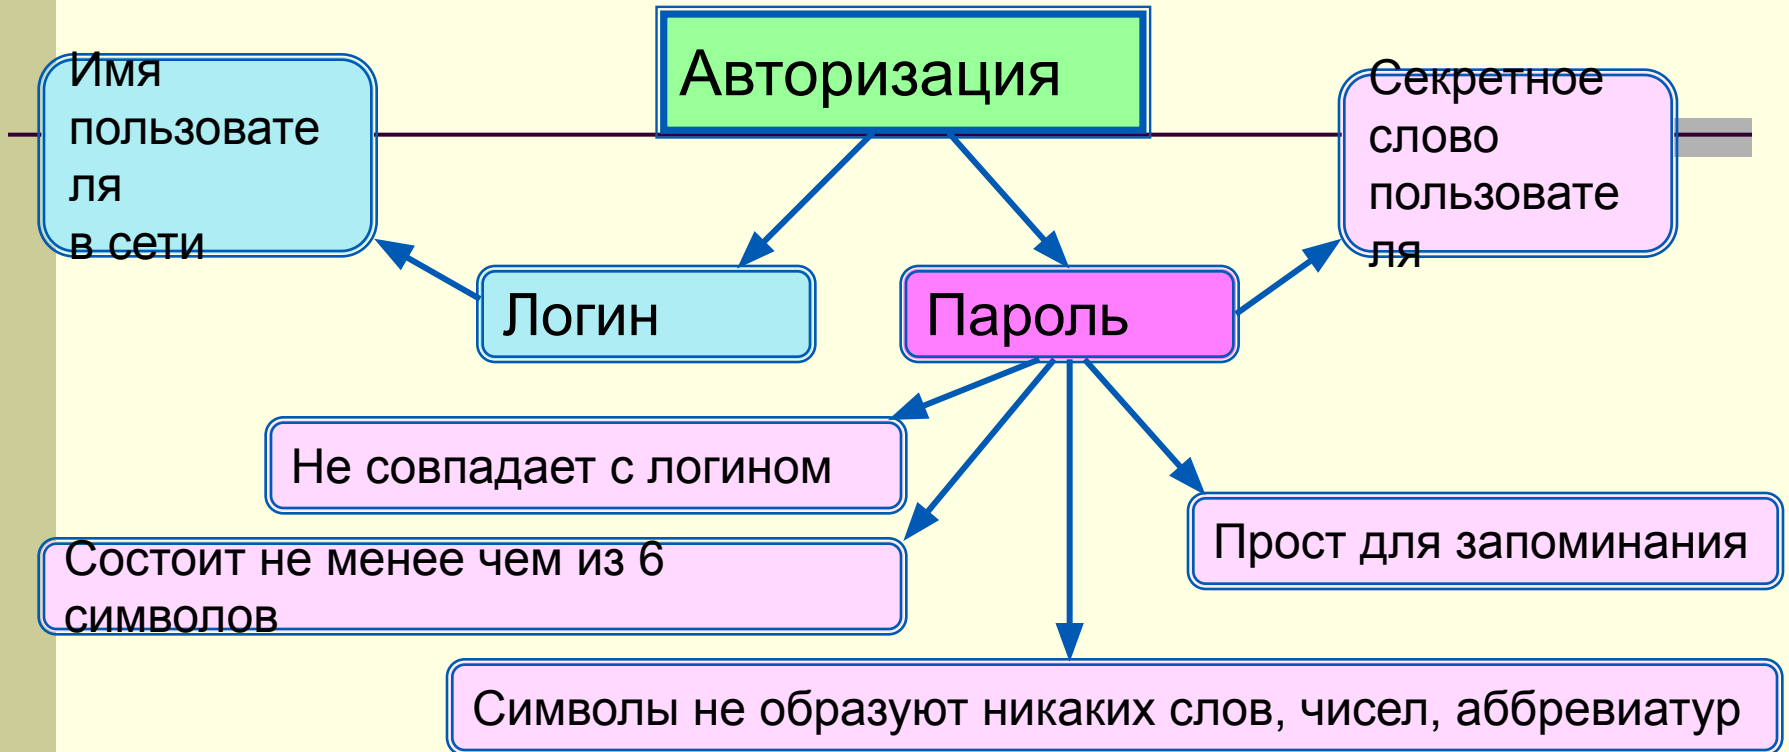 Авторизация
Имя
пользовате
ля
в сети
Секретное
слово
пользовате
ля
Логин
Пароль
Не совпадает с логином
Состоит не менее чем из 6
символов
Прост для запоминания
Символы не образуют никаких слов, чисел, аббревиатур